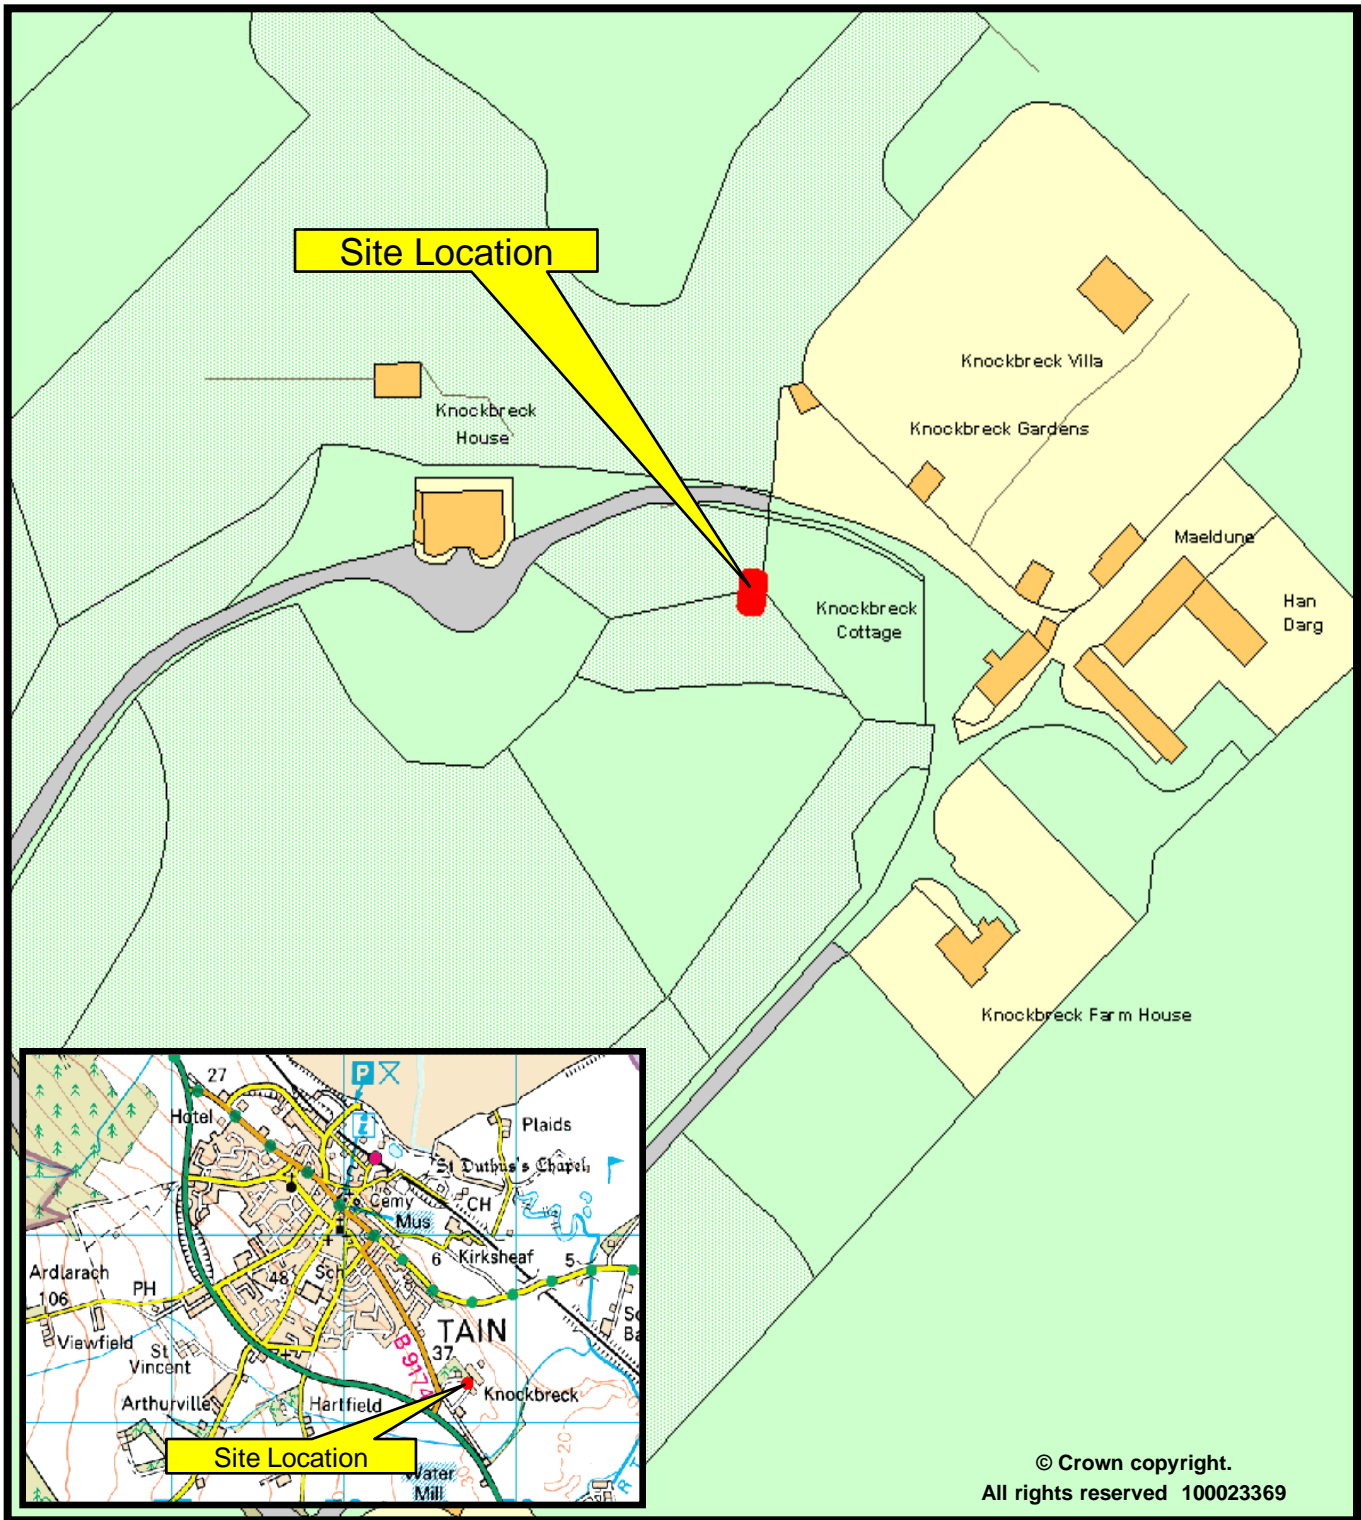 Site Location
Knockbreck Villa
Knockbreck
House
Knockbreck Gardens
Maeldune
Han
Darg
Knockbreck
Cottage
Knockbreck Farm House
27
P
Hotel
i
Plaids
St Duthus's Chapel
Cemy
CH
Mus
6
Kirksheaf
5
Ardlarach
106
PH
48
Sch
Viewfield
St
Vincent
TAIN
37
B 9174
Arthurville
Hartfield
Knockbreck
Site Location
20
30
Water
Mill
© Crown copyright.
All rights reserved 100023369